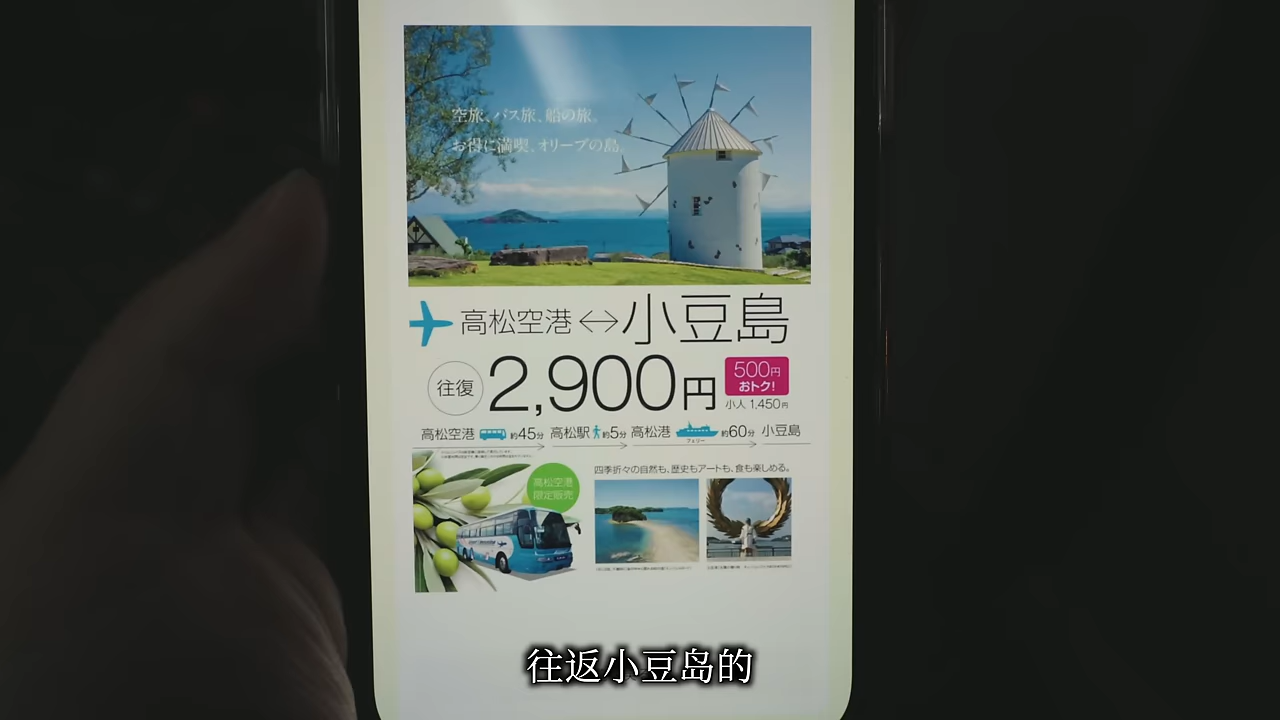 空旅、バス旅、船の旅。
お得に満喫、オリーブの島。
高松空港 ↔ 小豆島
往復 2,900円
500円
おトク!
小人 1,450円
高松空港 約45分 高松駅 約5分 高松港 フェリー 約60分 小豆島
高松空港
限定販売
四季折々の自然も、歴史もアートも、食も楽しめる。
往返小豆岛的